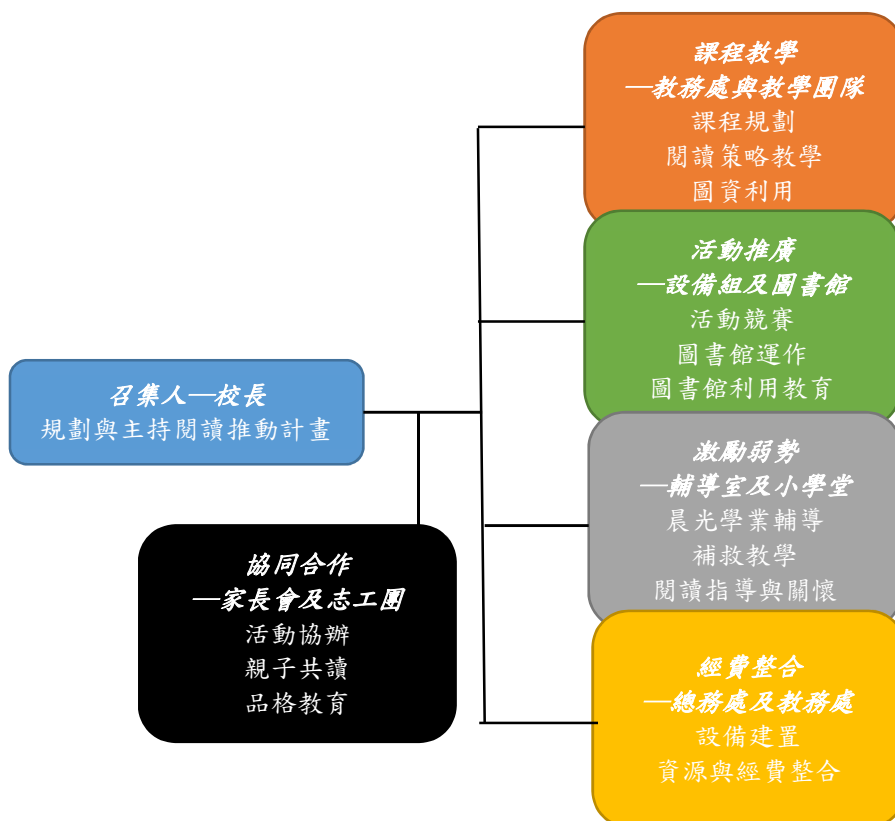 召集人—校長
規劃與主持閱讀推動計畫
協同合作
—家長會及志工團
活動協辦
親子共讀
品格教育
課程教學
—教務處與教學團隊
課程規劃
閱讀策略教學
圖資利用
活動推廣
—設備組及圖書館
活動競賽
圖書館運作
圖書館利用教育
激勵弱勢
—輔導室及小學堂
晨光學業輔導
補救教學
閱讀指導與關懷
經費整合
—總務處及教務處
設備建置
資源與經費整合